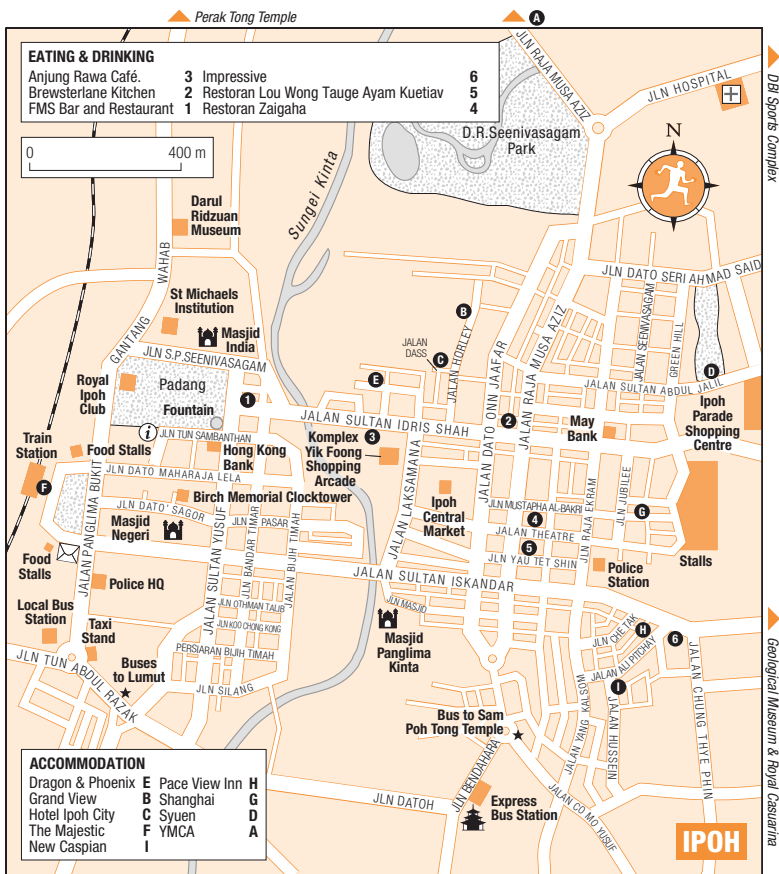 Perak Tong Temple
A
EATING & DRINKING
Anjung Rawa Café. 3 Impressive 6
Brewsterlane Kitchen 2 Restoran Lou Wong Tauge Ayam Kuetiav 5
FMS Bar and Restaurant 1 Restoran Zaigaha 4
0 400 m
JLN RAJA MUSA AZIZ
JLN HOSPITAL
DBI Sports Complex
D.R.Seenivasagam
Park
N
Sungei Kinta
Darul
Ridzuan
Museum
WAHAB
GANTANG
JLN DATO SERI AHMAD SAID
St Michaels
Institution
Masjid
India
JLN S.P.SEENIVASAGAM
B
JALAN
DASS
C
JALAN HORLEY
JALAN DATO ONN JAAFAR
JALAN RAJA MUSA AZIZ
JALAN SEENIVASAGAM
GREEN HILL
D
E
Royal
Ipoh
Club
Padang
Fountain
1
JALAN SULTAN IDRIS SHAH
2
JALAN SULTAN ABDUL JALIL
Ipoh
Parade
Shopping
Centre
May
Bank
Train
Station
F
Food Stalls
i
JLN TUN SAMBANTHAN
Hong Kong
Bank
Komplex
Yik Foong
Shopping
Arcade
3
JLN DATO MAHARAJA LELA
Birch Memorial Clocktower
JLN DATO' SAGOR
Masjid
Negeri
JLN PASAR
JALAN PANGLIMA BUKIT
JALAN SULTAN YUSUF
JLN BANDAR TIMAR
JALAN BIJIH TIMAH
JALAN LAKSAMANA
Ipoh
Central
Market
JLN MUSTAPHA AL-BAKRI
4
JALAN THEATRE
5
JLN YAU TET SHIN
JLN RAJA EKRAM
JLN JUBILEE
G
Stalls
Police
Station
Food
Stalls
Police HQ
JALAN SULTAN ISKANDAR
JLN MASJID
Masjid
Panglima
Kinta
Local Bus
Station
Taxi
Stand
JLN OTHMAN TALIB
JLN KOO CHONG KONG
PERSIARAN BIJIH TIMAH
JLN SILANG
JLN TUN ABDUL RAZAK
Buses
to Lumut
JLN CHE TAK
H
6
JALAN ALI PITCHAY
I
JALAN YANG KALSOM
JALAN HUSSEIN
JALAN CHUNG THYE PHIN
Geological Museum & Royal Casuarina
Bus to Sam
Poh Tong Temple
JLN BENDAHARA
JLN DATOH
Express
Bus Station
JALAN CO MO YUSUF
ACCOMMODATION
Dragon & Phoenix E Pace View Inn H
Grand View B Shanghai G
Hotel Ipoh City C Syuen D
The Majestic F YMCA A
New Caspian I
IPOH